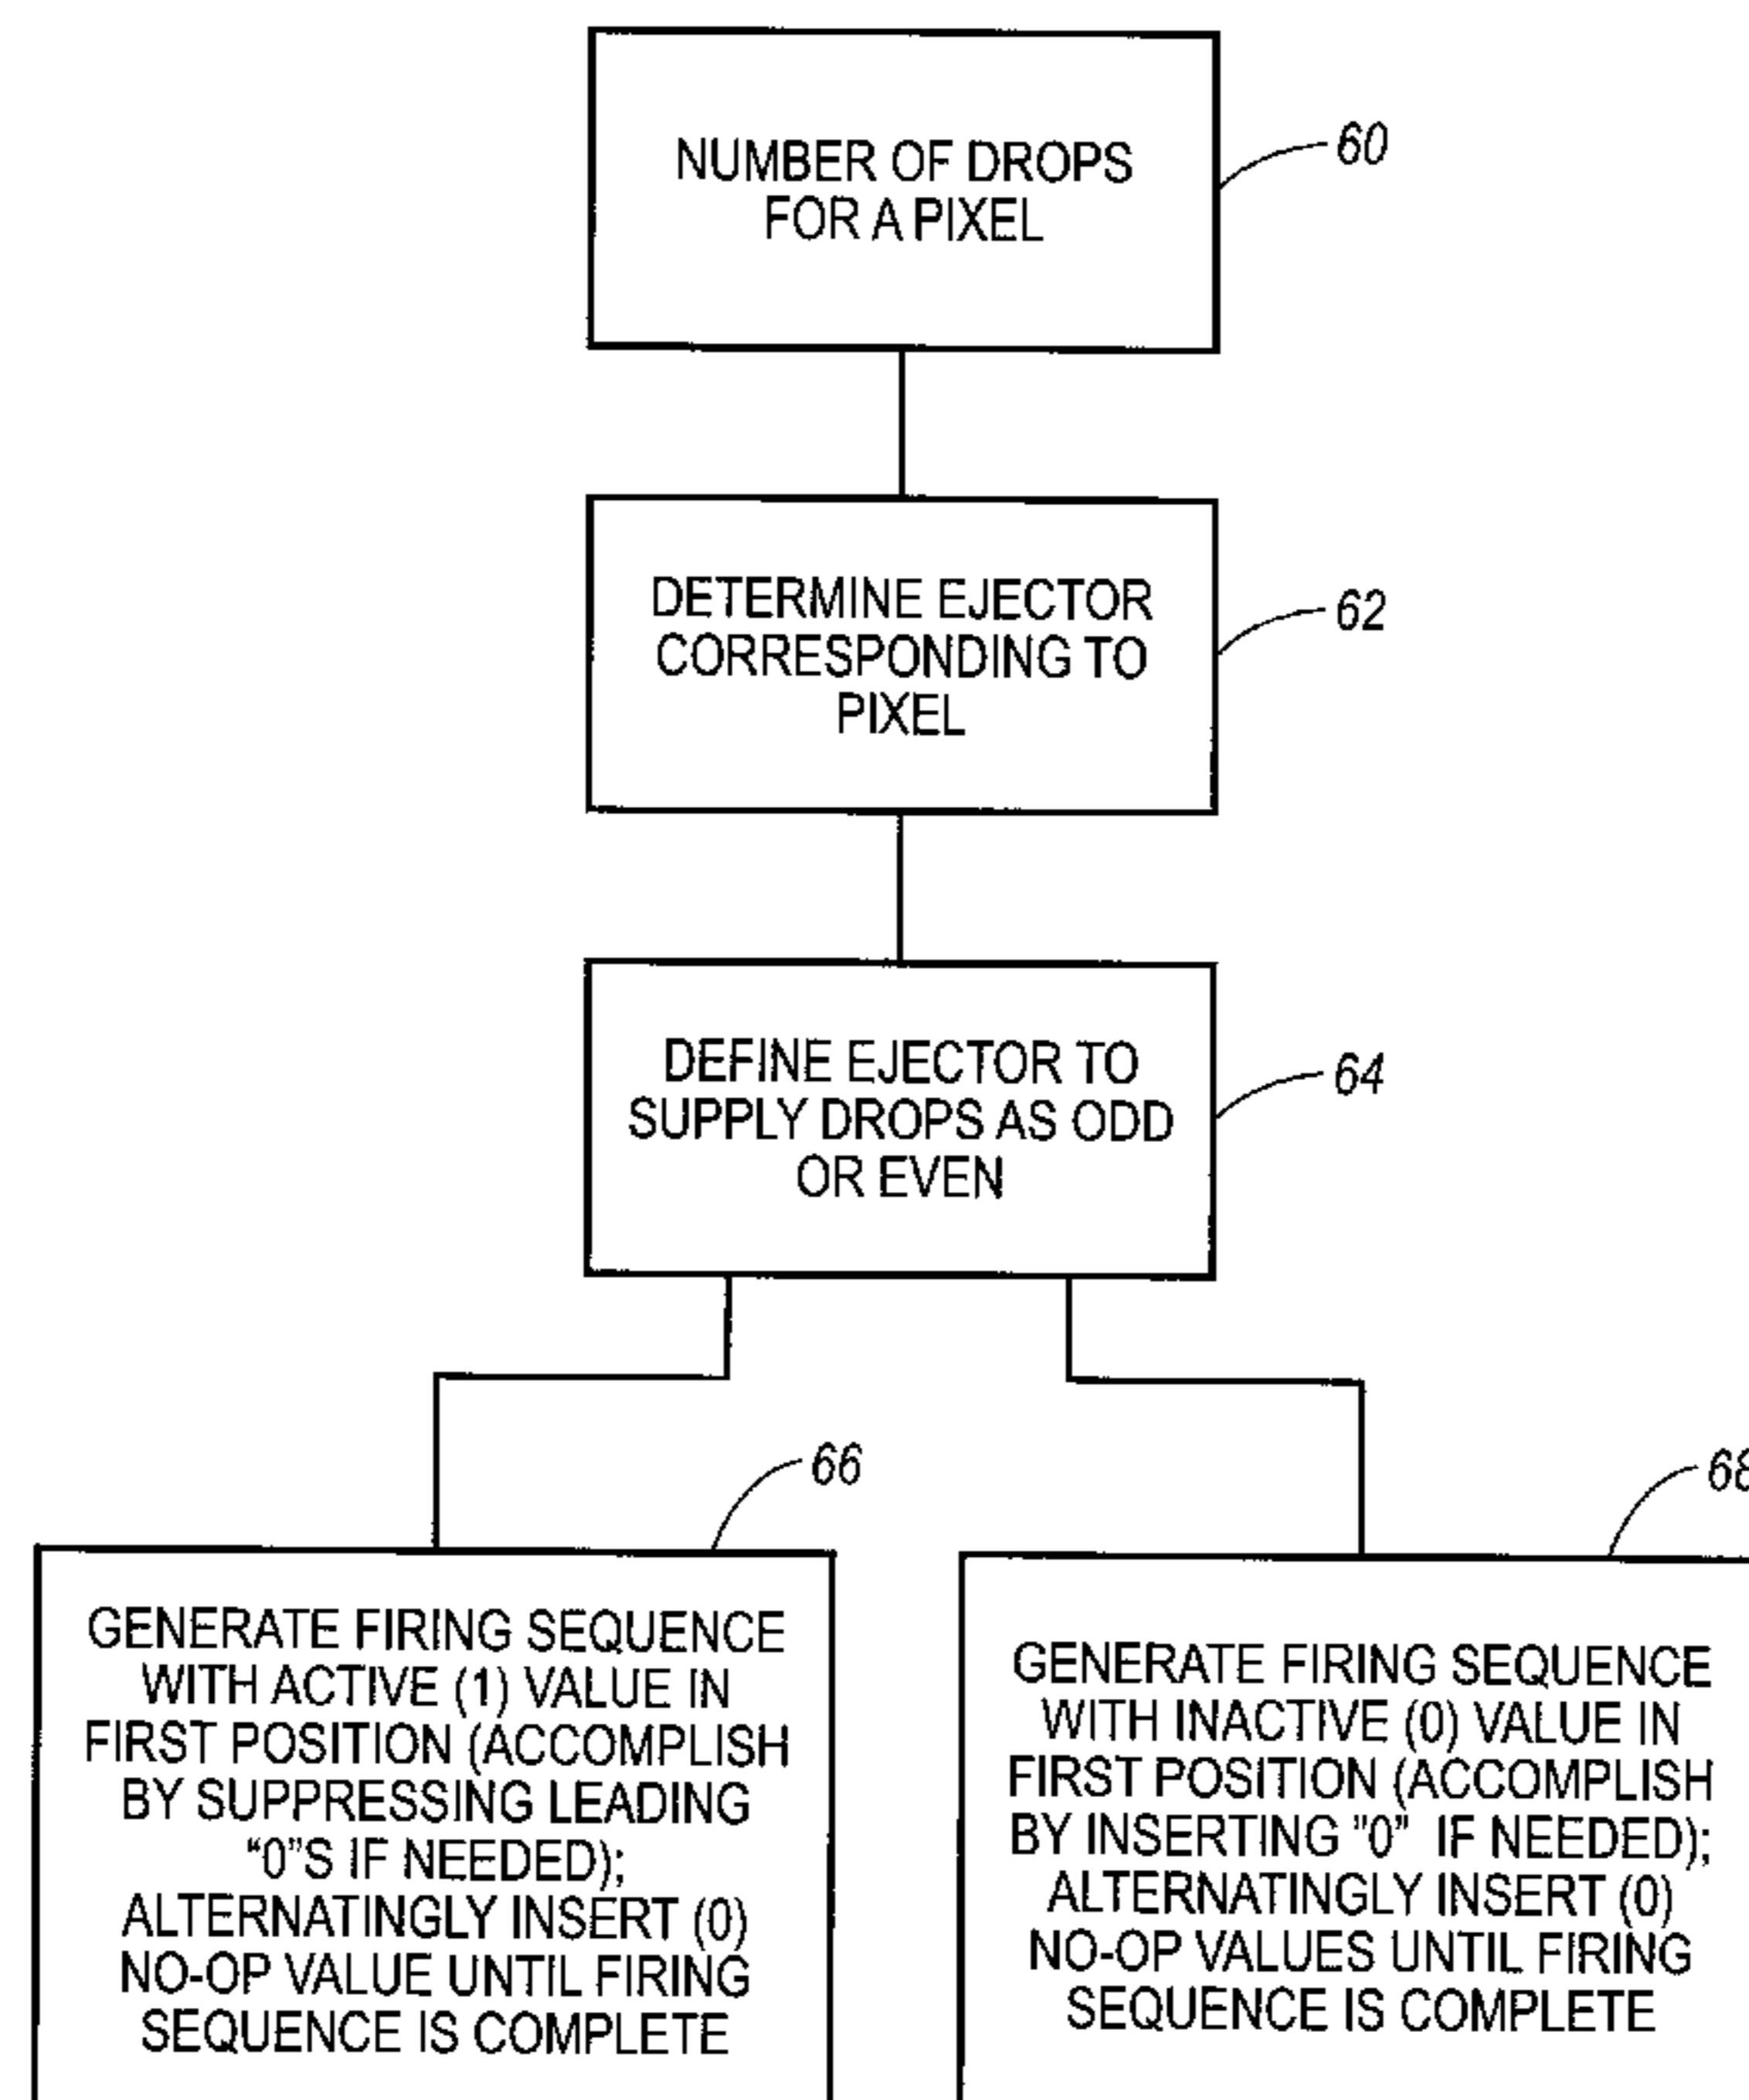 NUMBER OF DROPS
FOR A PIXEL
60
DETERMINE EJECTOR
CORRESPONDING TO
PIXEL
62
DEFINE EJECTOR TO
SUPPLY DROPS AS ODD
OR EVEN
64
66
GENERATE FIRING SEQUENCE
WITH ACTIVE (1) VALUE IN
FIRST POSITION (ACCOMPLISH
BY SUPPRESSING LEADING
“0”S IF NEEDED);
ALTERNATINGLY INSERT (0)
NO-OP VALUE UNTIL FIRING
SEQUENCE IS COMPLETE
68
GENERATE FIRING SEQUENCE
WITH INACTIVE (0) VALUE IN
FIRST POSITION (ACCOMPLISH
BY INSERTING ”0” IF NEEDED);
ALTERNATINGLY INSERT (0)
NO-OP VALUES UNTIL FIRING
SEQUENCE IS COMPLETE